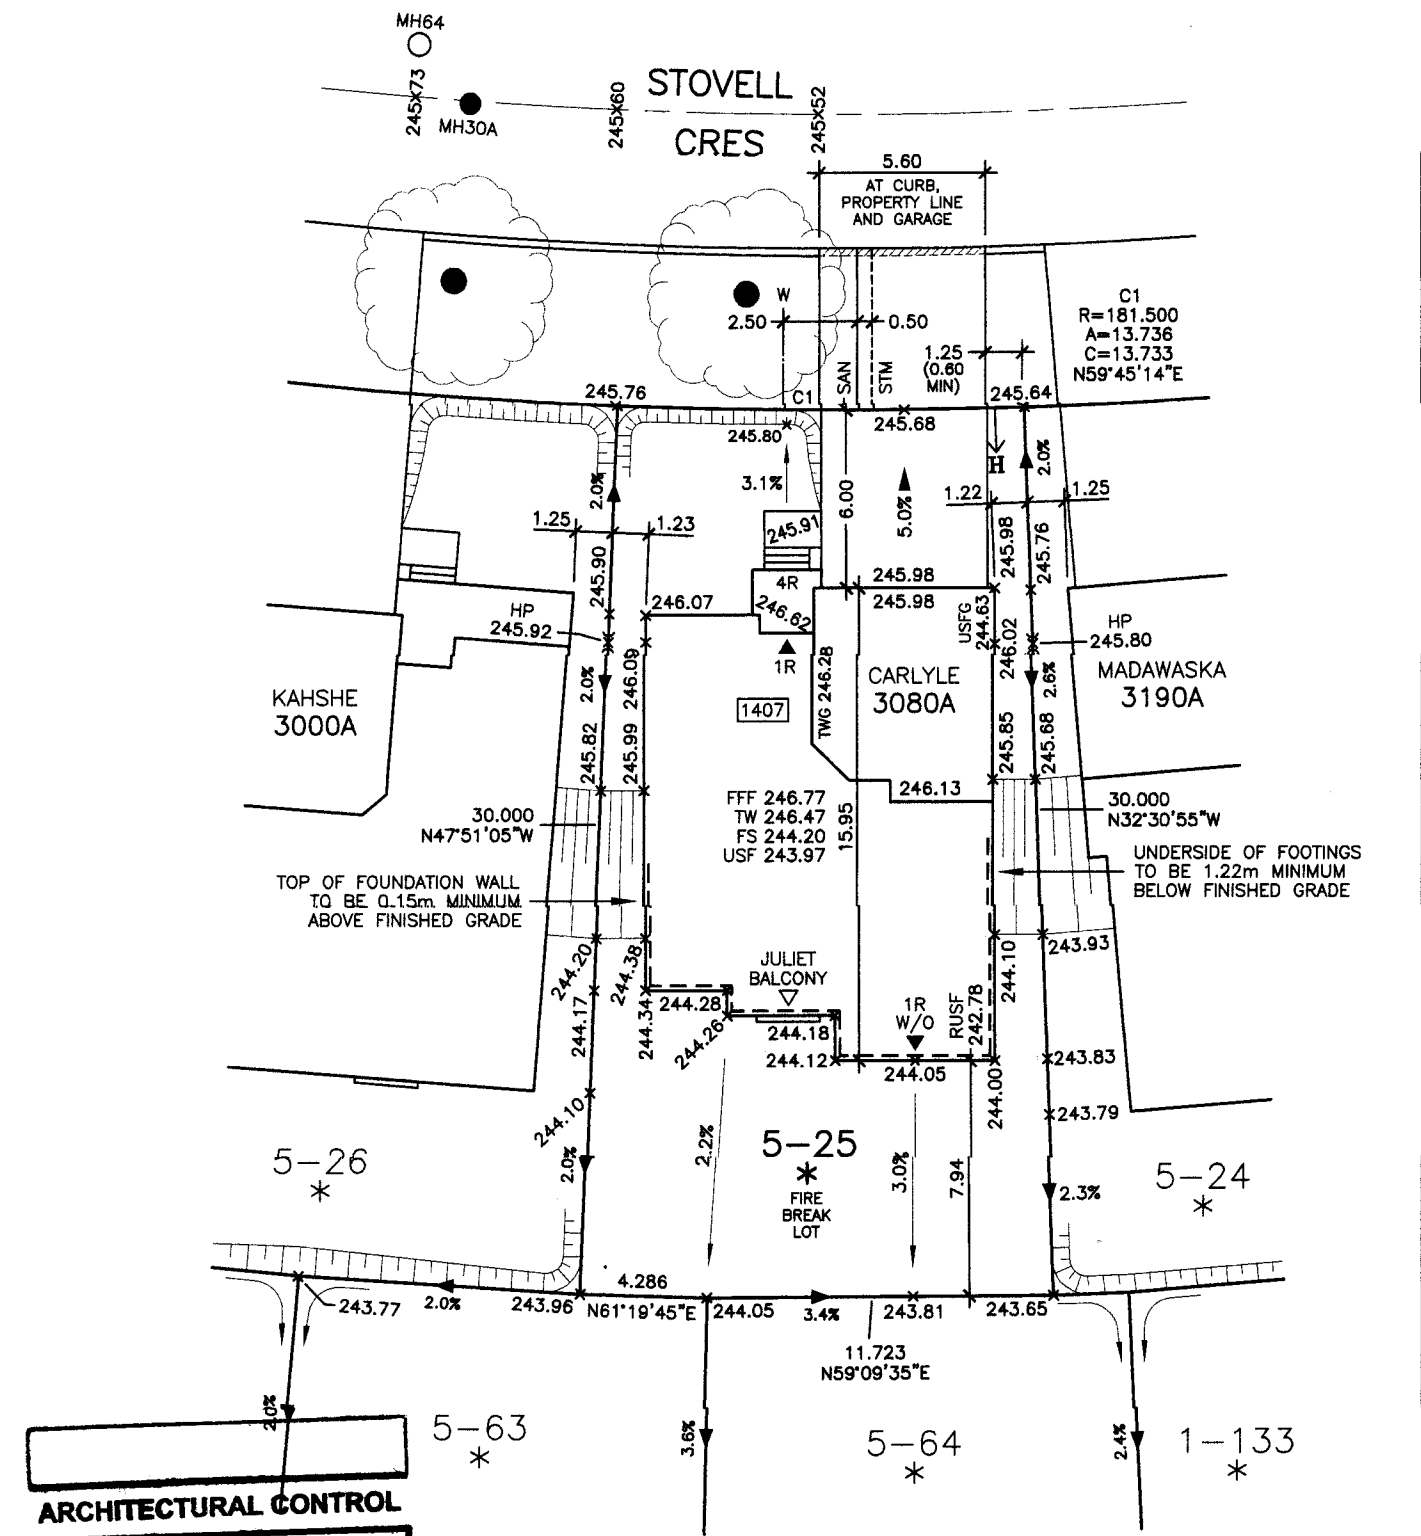 MH64
245x73
MH30A
245x60
STOVELL
CRES
245x52
5.60
AT CURB,
PROPERTY LINE
AND GARAGE
W
2.50
0.50
SAN
STM
1.25
(0.60
MIN)
C1
R=181.500
A=13.736
C=13.733
N59°45'14"E
245.76
C1
245.68
245.64
245.80
2.0%
3.1%
6.00
5.0%
H
2.0%
1.22
1.25
1.25
1.23
245.91
245.90
245.98
245.76
245.98
245.98
4R
246.62
1R
246.07
HP
245.92
USFG
244.63
246.02
HP
245.80
2.0%
246.09
TWG 246.28
CARLYLE
3080A
2.6%
MADAWASKA
3190A
KAHSHE
3000A
1407
245.82
245.99
245.85
245.68
246.13
FFF 246.77
TW 246.47
FS 244.20
USF 243.97
15.95
30.000
N47°51'05"W
30.000
N32°30'55"W
TOP OF FOUNDATION WALL
TO BE 0.15m MINIMUM
ABOVE FINISHED GRADE
UNDERSIDE OF FOOTINGS
TO BE 1.22m MINIMUM
BELOW FINISHED GRADE
JULIET
BALCONY
244.20
244.38
244.10
243.93
244.17
244.34
244.28
244.26
244.18
244.12
1R
W/O
RUSF
242.78
244.05
244.00
243.83
243.79
244.10
2.0%
2.2%
5-25
*
FIRE
BREAK
LOT
3.0%
7.94
2.3%
5-26
*
5-24
*
243.77
2.0%
243.96
4.286
N61°19'45"E
244.05
3.4%
243.81
243.65
11.723
N59°09'35"E
2.0%
5-63
*
3.6%
5-64
*
2.4%
1-133
*
ARCHITECTURAL CONTROL